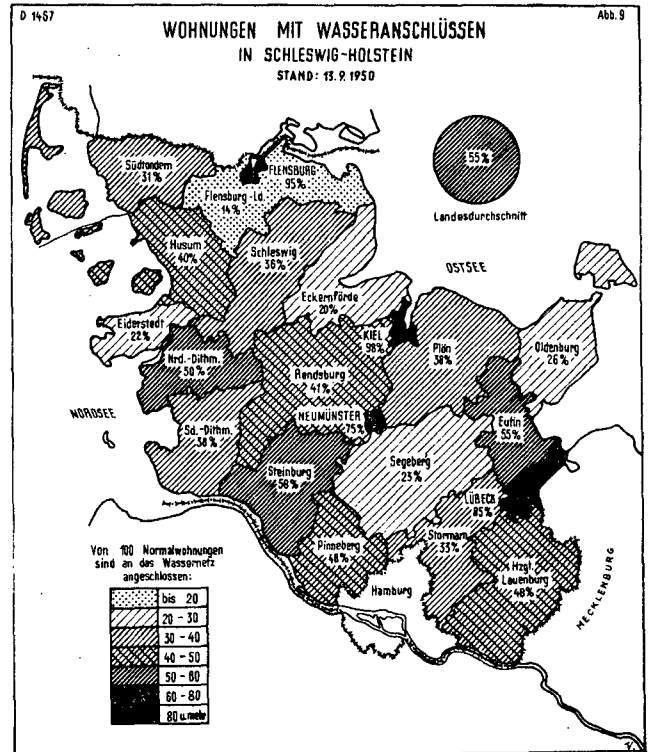 D 1467
Abb. 9
WOHNUNGEN MIT WASSERANSCHLÜSSEN
IN SCHLESWIG-HOLSTEIN
STAND: 13.9.1950
Südtondern
31%
FLENSBURG
95%
Flensburg-Ld.
14%
55%
Landesdurchschnitt
Husum
40%
Schleswig
36%
OSTSEE
Eckernförde
20%
Eiderstedt
22%
KIEL
98%
Plön
38%
Oldenburg
26%
Nrd.-Dithm.
50%
Rendsburg
41%
NORDSEE
NEUMÜNSTER
75%
Sd.-Dithm.
38%
Eutin
55%
Steinburg
58%
Segeberg
23%
LÜBECK
85%
Stormarn
33%
Pinneberg
48%
Hzgt.
Lauenburg
48%
Hamburg
MECKLENBURG
Von 100 Normalwohnungen
sind an das Wassernetz
angeschlossen:
bis 20
20 - 30
30 - 40
40 - 50
50 - 60
60 - 80
80 u. mehr